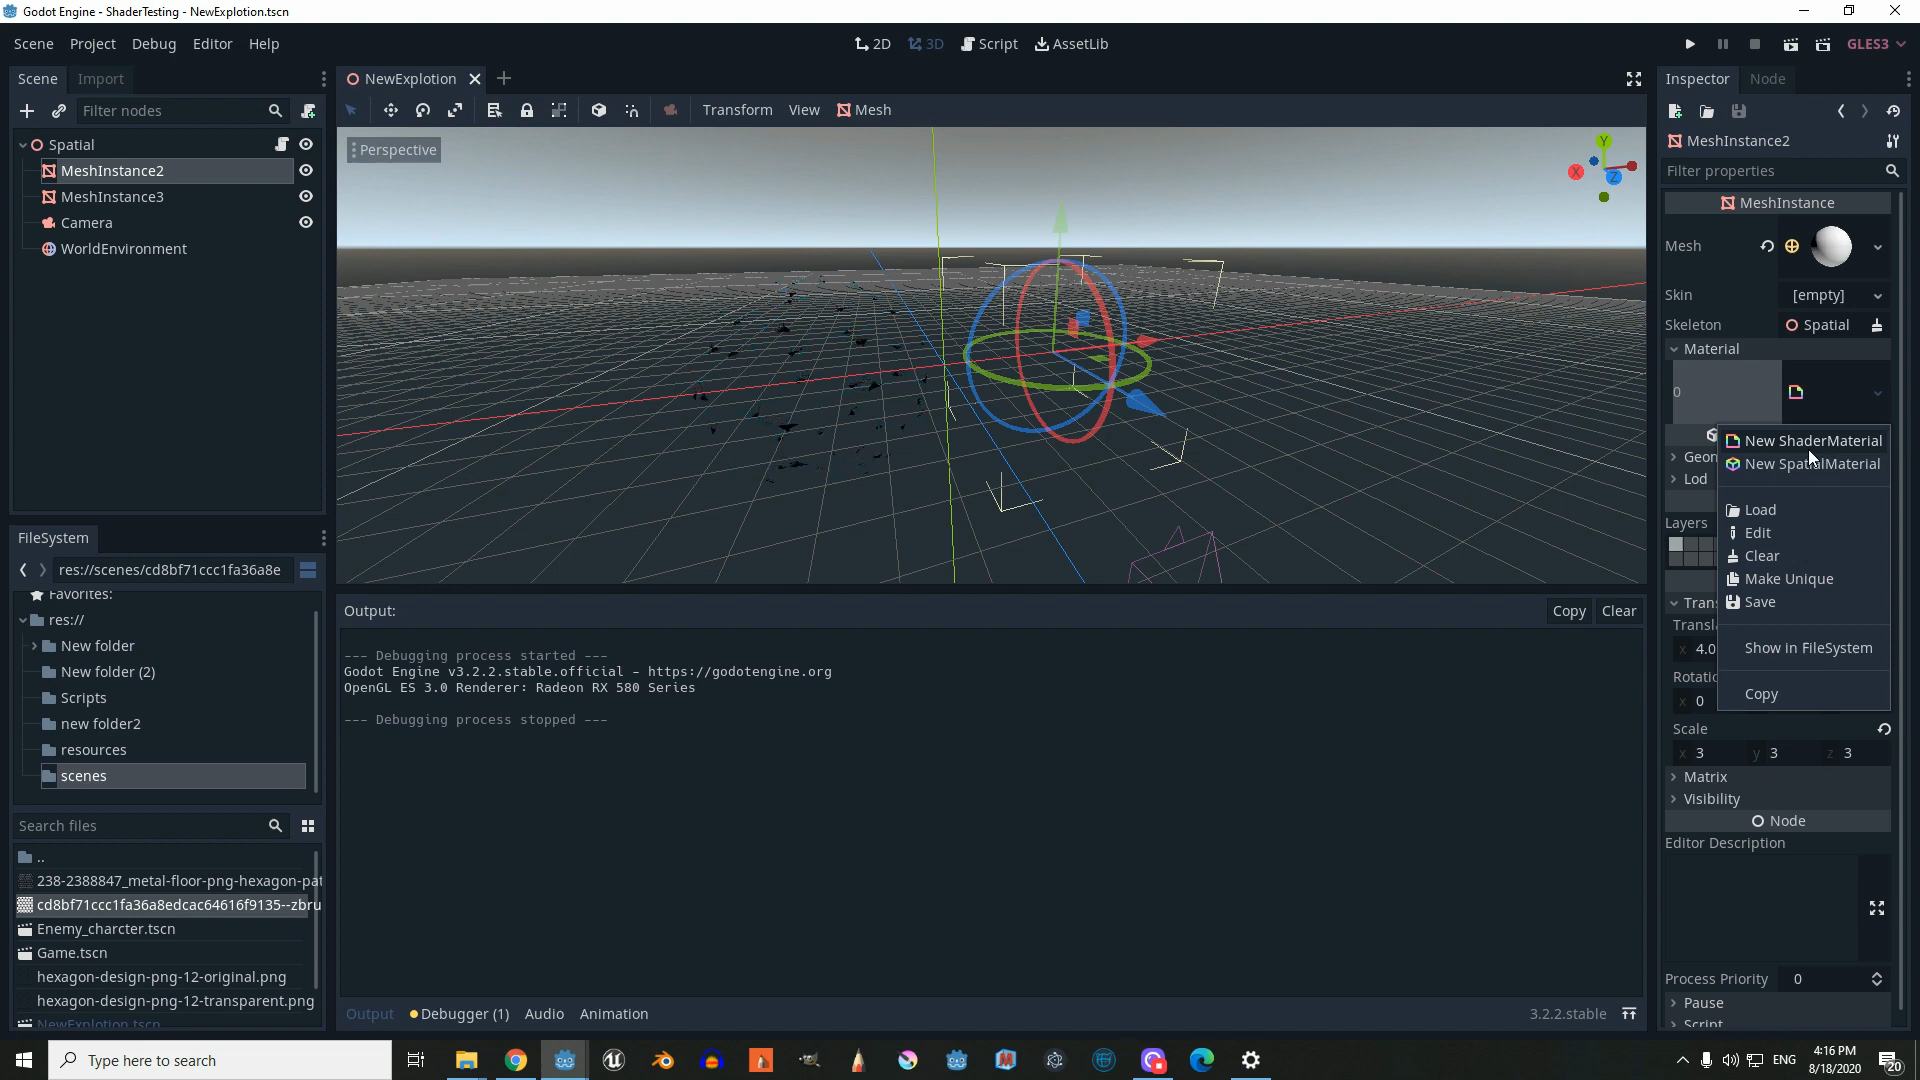 Godot Engine - ShaderTesting - NewExplotion.tscn
Scene Project Debug Editor Help
2D 3D Script AssetLib
GLES3
Scene Import
Filter nodes
Spatial
MeshInstance2
MeshInstance3
Camera
WorldEnvironment
FileSystem
res://scenes/cd8bf71ccc1fa36a8e
Favorites:
res://
New folder
New folder (2)
Scripts
new folder2
resources
scenes
Search files
..
238-2388847_metal-floor-png-hexagon-pat
cd8bf71ccc1fa36a8edcac64616f9135--zbru
Enemy_charcter.tscn
Game.tscn
hexagon-design-png-12-original.png
hexagon-design-png-12-transparent.png
NewExplotion.tscn
NewExplotion
Transform View Mesh
Perspective
Y
X
Z
Output:
Copy Clear
--- Debugging process started ---
Godot Engine v3.2.2.stable.official - https://godotengine.org
OpenGL ES 3.0 Renderer: Radeon RX 580 Series
--- Debugging process stopped ---
Output Debugger (1) Audio Animation
3.2.2.stable
Inspector Node
MeshInstance2
Filter properties
MeshInstance
Mesh
Skin [empty]
Skeleton Spatial
Material
0
New ShaderMaterial
New SpatialMaterial
Load
Edit
Clear
Make Unique
Save
Show in FileSystem
Copy
Geom
Lod
Layers
Trans
Transla
x 4.0
Rotatio
x 0
Scale
x 3 y 3 z 3
Matrix
Visibility
Node
Editor Description
Process Priority 0
Pause
Script
Type here to search
ENG
4:16 PM
8/18/2020
20